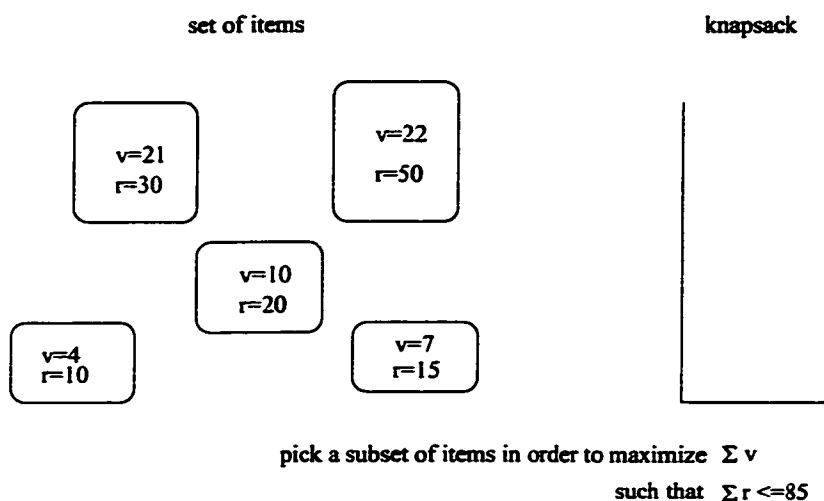 set of items
knapsack
v=21
r=30
v=22
r=50
v=10
r=20
v=4
r=10
v=7
r=15
pick a subset of items in order to maximize Σ v
such that Σ r <=85